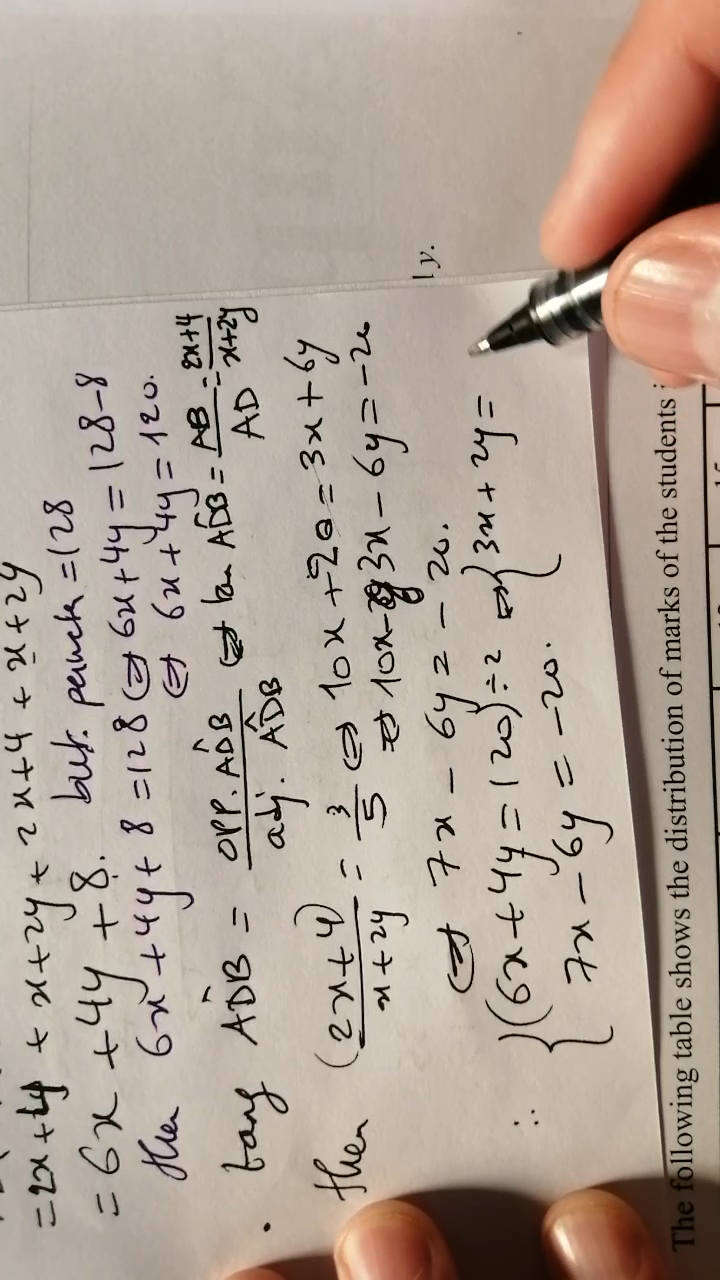 = 2x+4 + x+2y + 2x+4 + x+2y
= 6x + 4y + 8. but = 128
then 6x + 4y + 8 = 128 ⇔ 6x + 4y = 128 - 8
⇔ 6x + 4y = 120.
. tang AD̂B = OPP. AD̂B / adj. AD̂B ⇔ tan AD̂B = AB / AD = 2x+4 / x+2y
then (2x+4) / x+2y = 3/5 ⇔ 10x + 20 = 3x + 6y
⇔ 10x - 3x - 6y = -20
⇔ 7x - 6y = -20.
∴ { (6x + 4y = 120) ÷ 2 ⇔ { 3x + 2y =
7x - 6y = -20.
y.
The following table shows the distribution of marks of the students